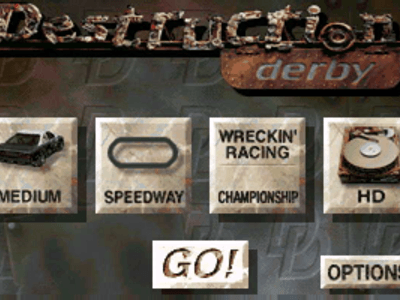 Destruction
derby
MEDIUM
SPEEDWAY
WRECKIN'
RACING
CHAMPIONSHIP
HD
GO!
OPTIONS